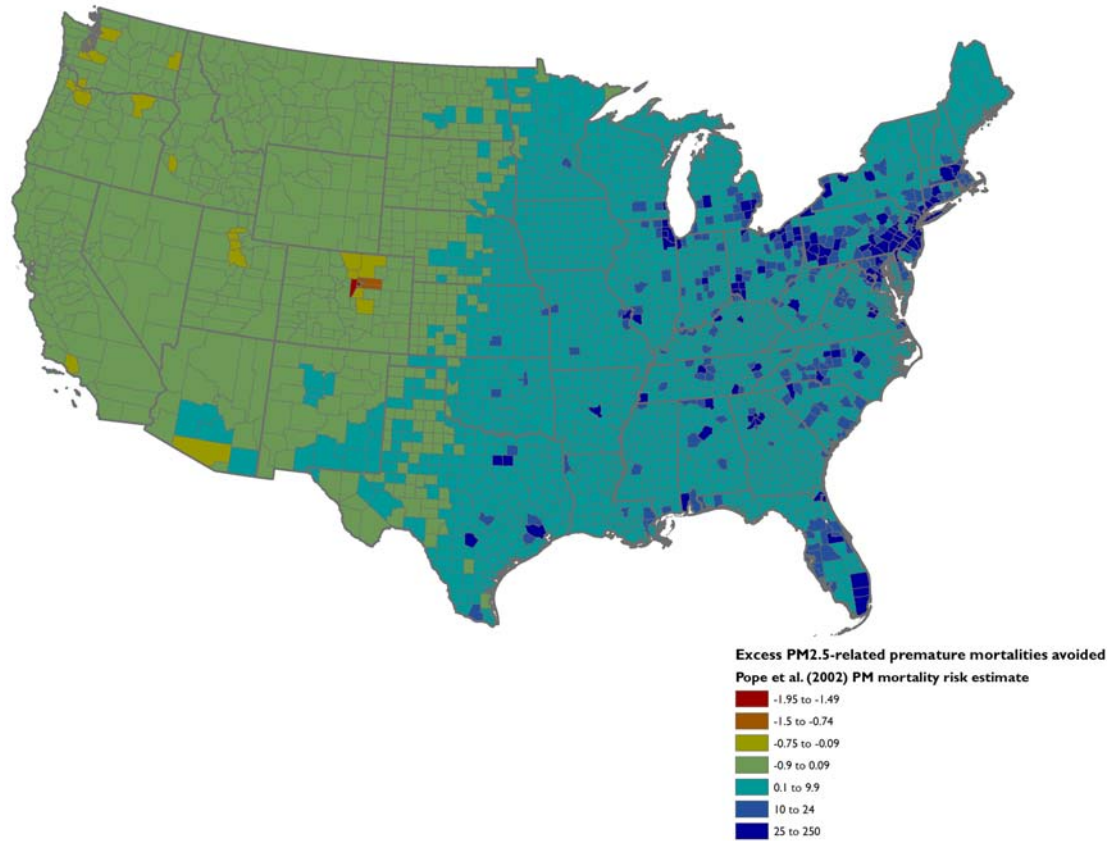 Excess PM2.5-related premature mortalities avoided
Pope et al. (2002) PM mortality risk estimate
-1.95 to -1.49
-1.5 to -0.74
-0.75 to -0.09
-0.9 to 0.09
0.1 to 9.9
10 to 24
25 to 250